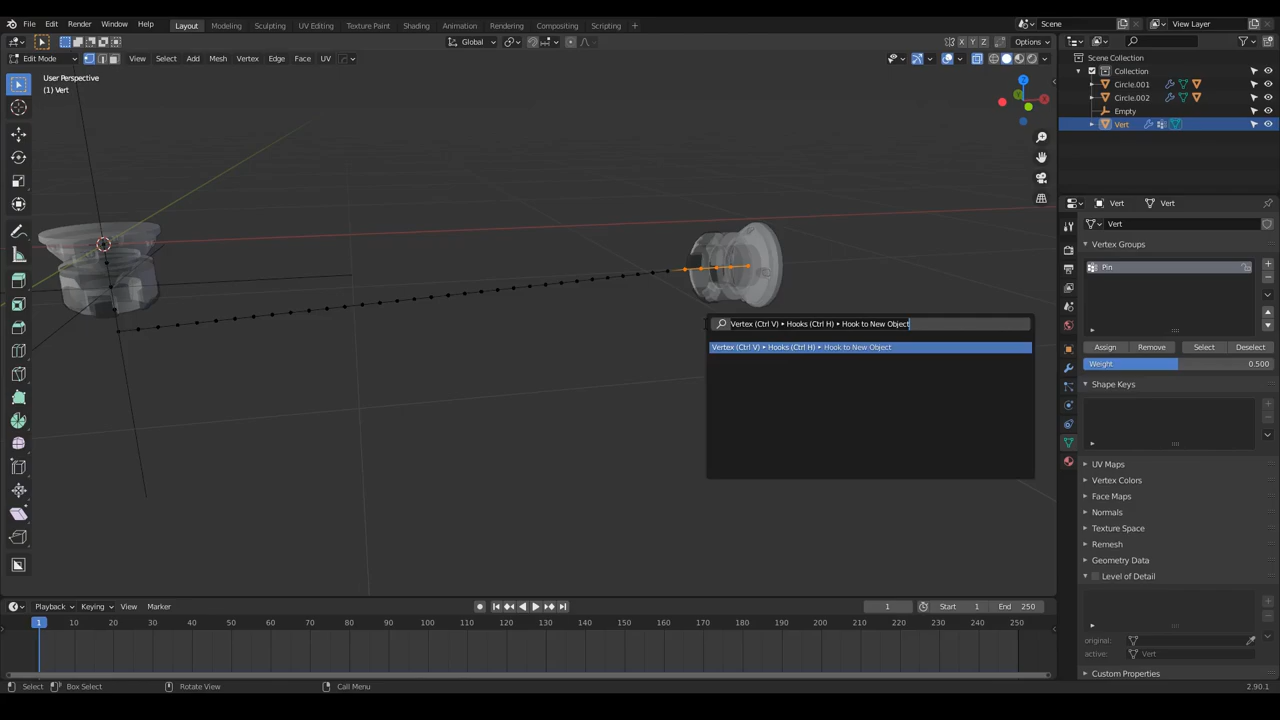 File Edit Render Window Help Layout Modeling Sculpting UV Editing Texture Paint Shading Animation Rendering Compositing Scripting + Scene View Layer
Global X Y Z Options
Edit Mode View Select Add Mesh Vertex Edge Face UV
User Perspective
(1) Vert
Scene Collection
Collection
Circle.001
Circle.002
Empty
Vert
Vert Vert
Vert
Vertex Groups
Pin
Assign Remove Select Deselect
Weight 0.500
Shape Keys
UV Maps
Vertex Colors
Face Maps
Normals
Texture Space
Remesh
Geometry Data
Level of Detail
original:
active: Vert
Custom Properties
Z
X
Y
Vertex (Ctrl V) • Hooks (Ctrl H) • Hook to New Object
Vertex (Ctrl V) • Hooks (Ctrl H) • Hook to New Object
Playback Keying View Marker 1 Start 1 End 250
1 10 20 30 40 50 60 70 80 90 100 110 120 130 140 150 160 170 180 190 200 210 220 230 240 250
Select Box Select Rotate View Call Menu 2.90.1